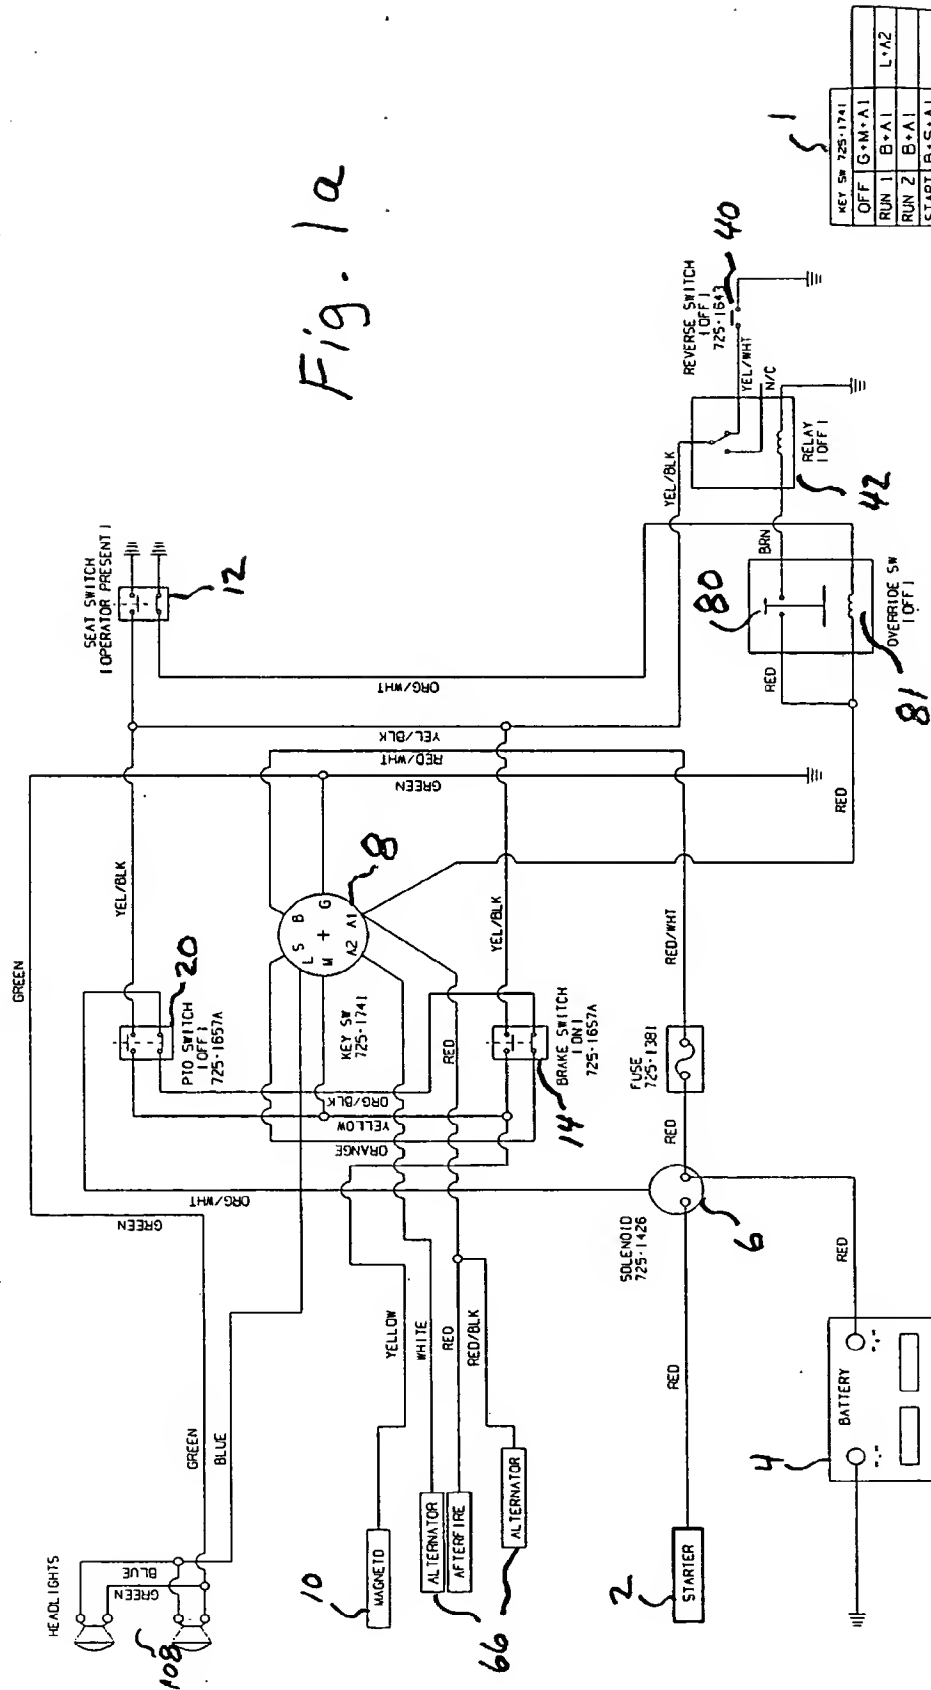 Fig. 1a
HEADLIGHTS
BLUE
GREEN
108
GREEN
BLUE
GREEN
GREEN
YEL/BLK
SEAT SWITCH
[OPERATOR PRESENT]
12
20
PTO SWITCH
[OFF]
725-1657A
ORG/BLK
YELLOW
ORANGE
ORG/WHT
L
S
B
M
+
G
A2
A1
8
KEY SW
725-1741
YEL/BLK
RED/WHT
GREEN
ORG/WHT
10
MAGNETO
YELLOW
WHITE
RED
RED/BLK
ALTERNATOR
AFTERFIRE
ALTERNATOR
66
RED
YEL/BLK
BRAKE SWITCH
[ON]
725-1657A
14
2
STARTER
RED
SOLENOID
725-1426
6
RED
FUSE
725-1381
RED/WHT
RED
4
BATTERY
"-"
"+"
RED
RED
80
BRN
OVERRIDE SW
[OFF]
81
YEL/BLK
YEL/WHT
N/C
RELAY
[OFF]
42
REVERSE SWITCH
[OFF]
725-1643
40
1
KEY SW 725-1741
OFF G+M+A1
RUN 1 B+A1 L+A2
RUN 2 B+A1
START B+S+A1